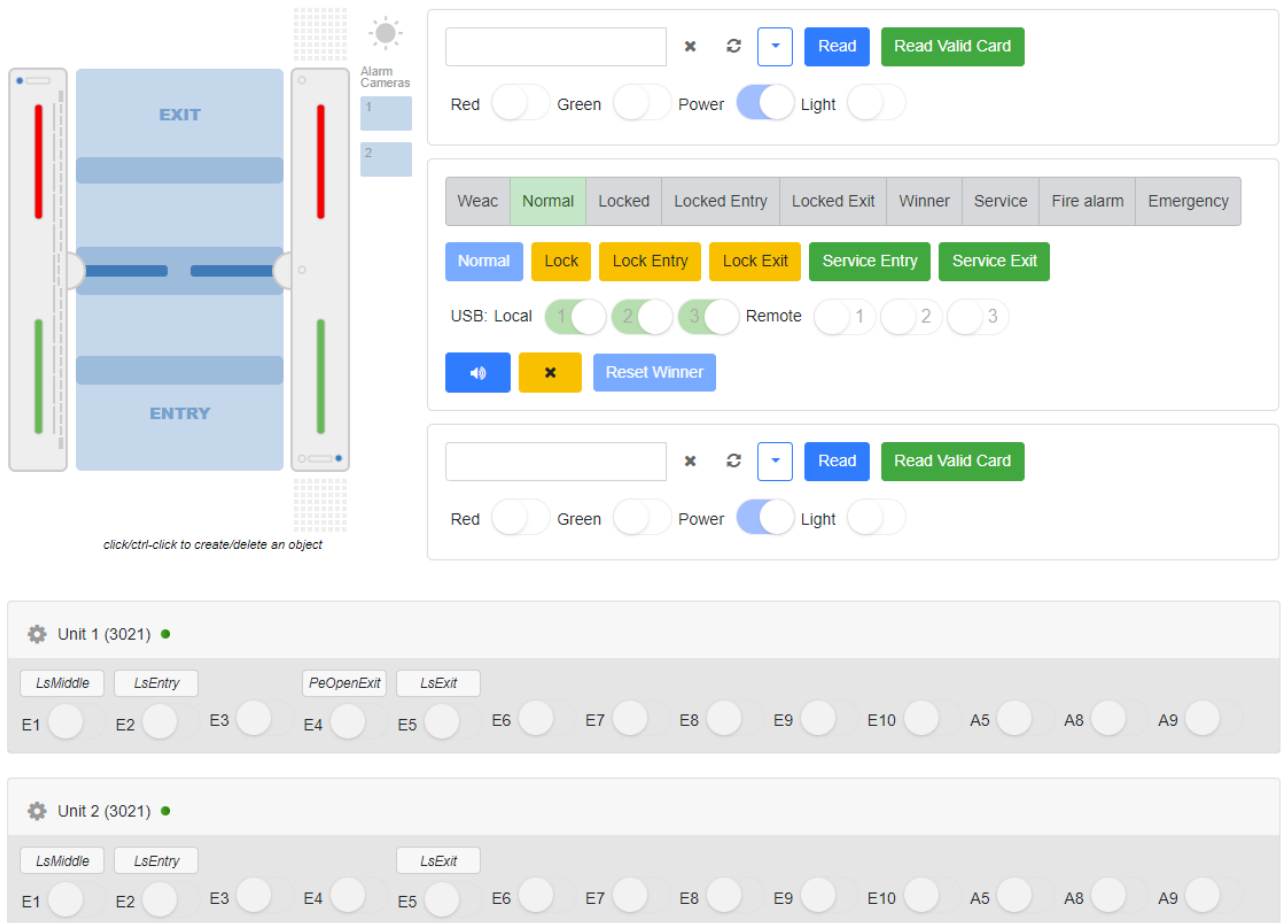 Alarm
Cameras
1
2
EXIT
ENTRY
click/ctrl-click to create/delete an object
Read Read Valid Card
Red Green Power Light
Weac Normal Locked Locked Entry Locked Exit Winner Service Fire alarm Emergency
Normal Lock Lock Entry Lock Exit Service Entry Service Exit
USB: Local 1 2 3 Remote 1 2 3
Reset Winner
Read Read Valid Card
Red Green Power Light
Unit 1 (3021)
LsMiddle LsEntry PeOpenExit LsExit
E1 E2 E3 E4 E5 E6 E7 E8 E9 E10 A5 A8 A9
Unit 2 (3021)
LsMiddle LsEntry LsExit
E1 E2 E3 E4 E5 E6 E7 E8 E9 E10 A5 A8 A9